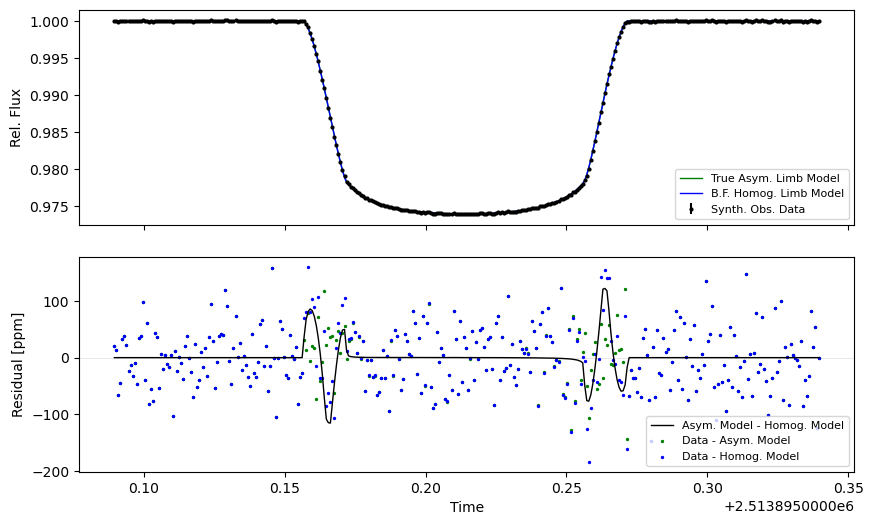 1.000
0.995
0.990
0.985
0.980
0.975
Rel. Flux
True Asym. Limb Model
B.F. Homog. Limb Model
Synth. Obs. Data
100
0
−100
−200
Residual [ppm]
Asym. Model - Homog. Model
Data - Asym. Model
Data - Homog. Model
0.10
0.15
0.20
0.25
0.30
0.35
Time
+2.5138950000e6